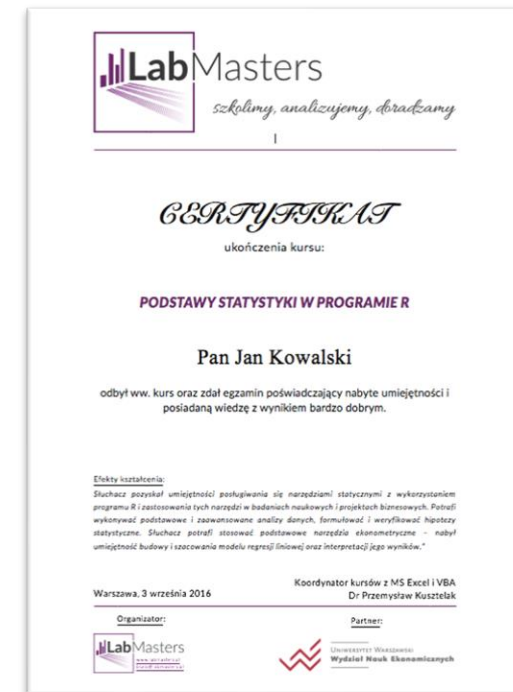 LabMasters
szkolimy, analizujemy, doradzamy
CERTYFIKAT
ukończenia kursu:
PODSTAWY STATYSTYKI W PROGRAMIE R
Pan Jan Kowalski
odbył ww. kurs oraz zdał egzamin poświadczający nabyte umiejętności i
posiadaną wiedzę z wynikiem bardzo dobrym.
Efekty kształcenia:
Słuchacz pozyskał umiejętności posługiwania się narzędziami statycznymi z wykorzystaniem
programu R i zastosowania tych narzędzi w badaniach naukowych i projektach biznesowych. Potrafi
wykonywać podstawowe i zaawansowane analizy danych, formułować i weryfikować hipotezy
statystyczne. Słuchacz potrafi stosować podstawowe narzędzia ekonometryczne – nabył
umiejętność budowy i szacowania modelu regresji liniowej oraz interpretacji jego wyników."
Koordynator kursów z MS Excel i VBA
Warszawa, 3 września 2016
Dr Przemysław Kusztelak
Organizator:
Partner:
LabMasters
UNIWERSYTET WARSZAWSKI
Wydział Nauk Ekonomicznych